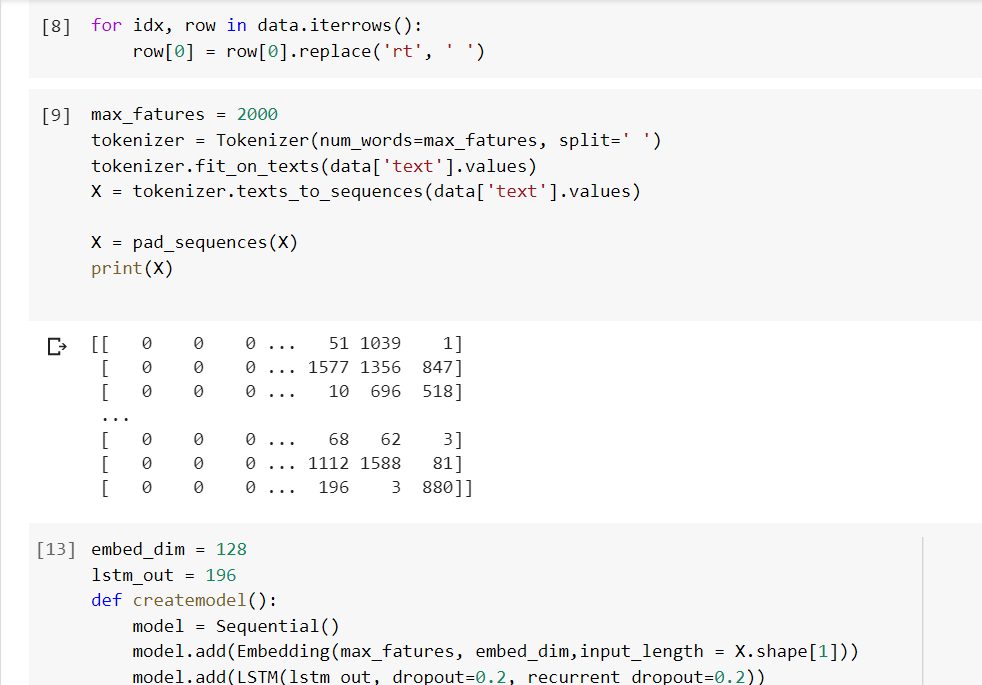 [8] for idx, row in data.iterrows():
row[0] = row[0].replace('rt', ' ')
[9] max_fatures = 2000
tokenizer = Tokenizer(num_words=max_fatures, split=' ')
tokenizer.fit_on_texts(data['text'].values)
X = tokenizer.texts_to_sequences(data['text'].values)
X = pad_sequences(X)
print(X)
[[ 0 0 0 ... 51 1039 1]
[ 0 0 0 ... 1577 1356 847]
[ 0 0 0 ... 10 696 518]
...
[ 0 0 0 ... 68 62 3]
[ 0 0 0 ... 1112 1588 81]
[ 0 0 0 ... 196 3 880]]
[13] embed_dim = 128
lstm_out = 196
def createmodel():
model = Sequential()
model.add(Embedding(max_fatures, embed_dim,input_length = X.shape[1]))
model.add(LSTM(lstm_out, dropout=0.2, recurrent_dropout=0.2))